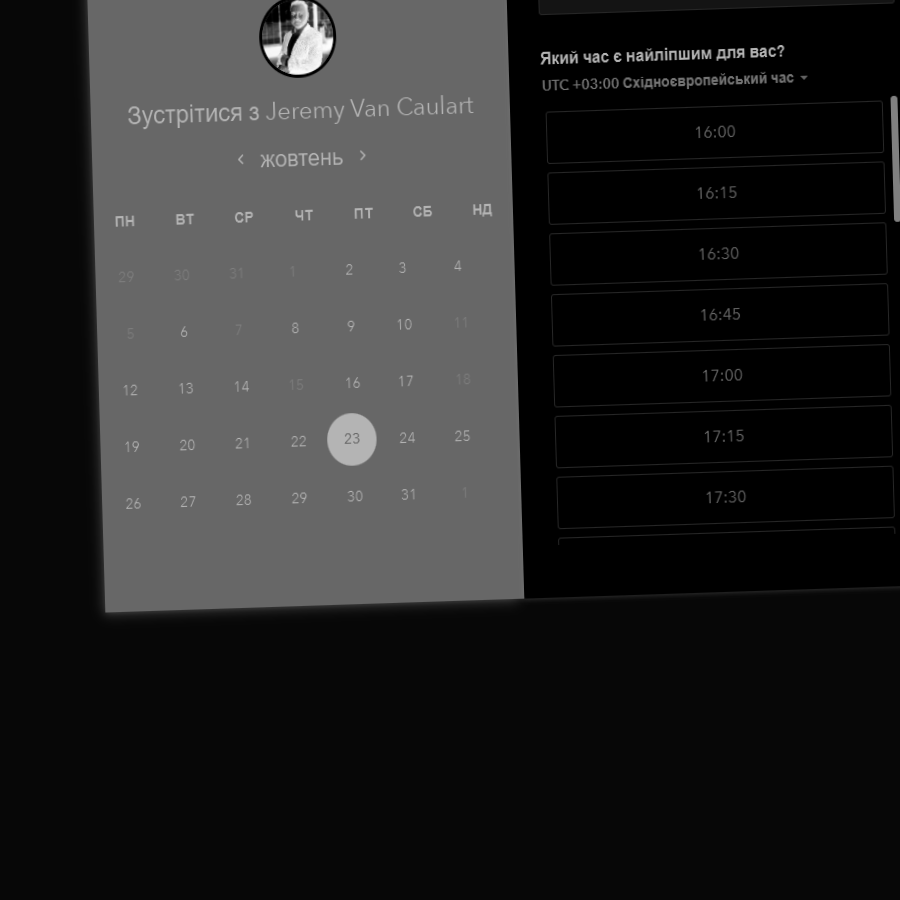 Зустрітися з Jeremy Van Caulart
жовтень
ПН ВТ СР ЧТ ПТ СБ НД
29 30 31 1 2 3 4
5 6 7 8 9 10 11
12 13 14 15 16 17 18
19 20 21 22 23 24 25
26 27 28 29 30 31 1
Який час є найліпшим для вас?
UTC +03:00 Східноєвропейський час
16:00
16:15
16:30
16:45
17:00
17:15
17:30